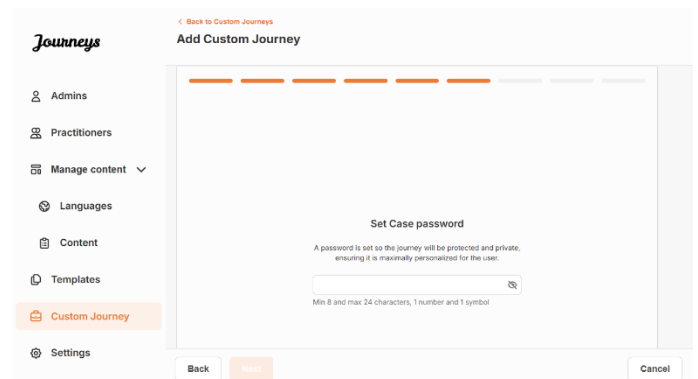 Journeys
Admins
Practitioners
Manage content
Languages
Content
Templates
Custom Journey
Settings
Back to Custom Journeys
Add Custom Journey
Set Case password
A password is set so the journey will be protected and private,
ensuring it is maximally personalized for the user.
Min 8 and max 24 characters, 1 number and 1 symbol
Back
Next
Cancel